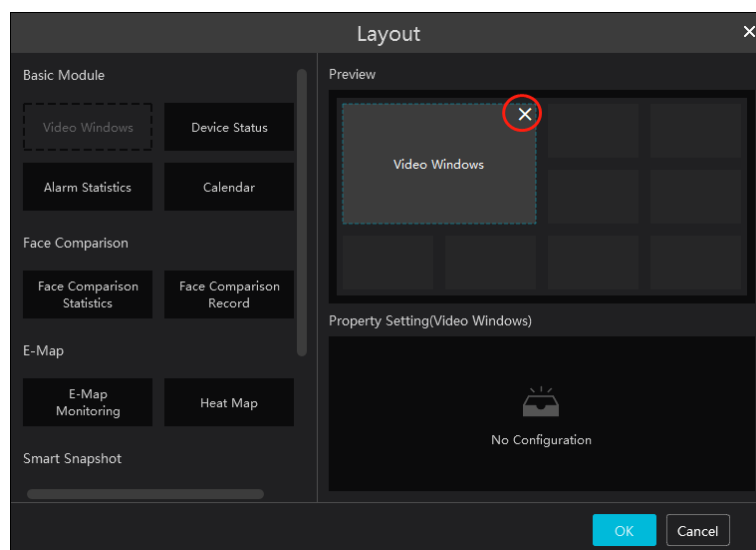 Layout
Basic Module
Video Windows
Device Status
Alarm Statistics
Calendar
Face Comparison
Face Comparison
Statistics
Face Comparison
Record
E-Map
E-Map
Monitoring
Heat Map
Smart Snapshot
Preview
Video Windows
Property Setting(Video Windows)
No Configuration
OK
Cancel